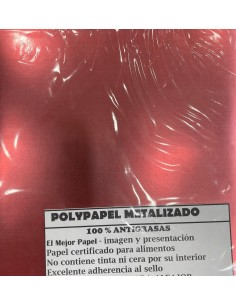 POLYPAPEL METALIZADO
100% ANTIGRASAS
El Mejor Papel - imagen y presentación
Papel certificado para alimentos
No contiene tinta ni cera por su interior
Excelente adherencia al sello